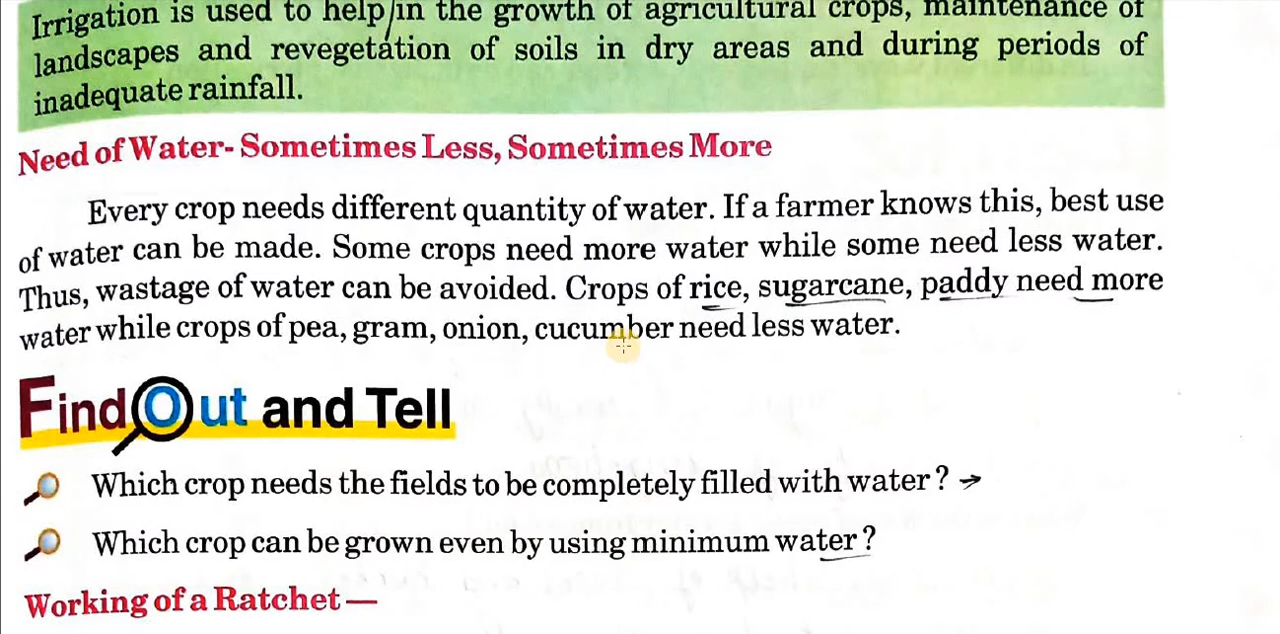 Irrigation is used to help in the growth of agricultural crops, maintenance of
landscapes and revegetation of soils in dry areas and during periods of
inadequate rainfall.
Need of Water- Sometimes Less, Sometimes More
Every crop needs different quantity of water. If a farmer knows this, best use
of water can be made. Some crops need more water while some need less water.
Thus, wastage of water can be avoided. Crops of rice, sugarcane, paddy need more
water while crops of pea, gram, onion, cucumber need less water.
Find Out and Tell
Which crop needs the fields to be completely filled with water? →
Which crop can be grown even by using minimum water?
Working of a Ratchet —